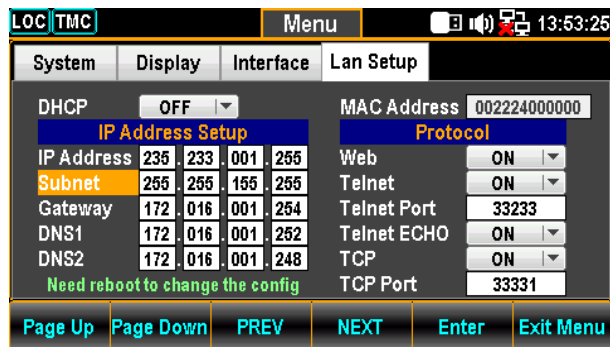 LOC TMC Menu 13:53:25
System Display Interface Lan Setup
DHCP OFF MAC Address 002224000000
IP Address Setup Protocol
IP Address 235 . 233 . 001 . 255 Web ON
Subnet 255 . 255 . 155 . 255 Telnet ON
Gateway 172 . 016 . 001 . 254 Telnet Port 33233
DNS1 172 . 016 . 001 . 252 Telnet ECHO ON
DNS2 172 . 016 . 001 . 248 TCP ON
Need reboot to change the config TCP Port 33331
Page Up Page Down PREV NEXT Enter Exit Menu